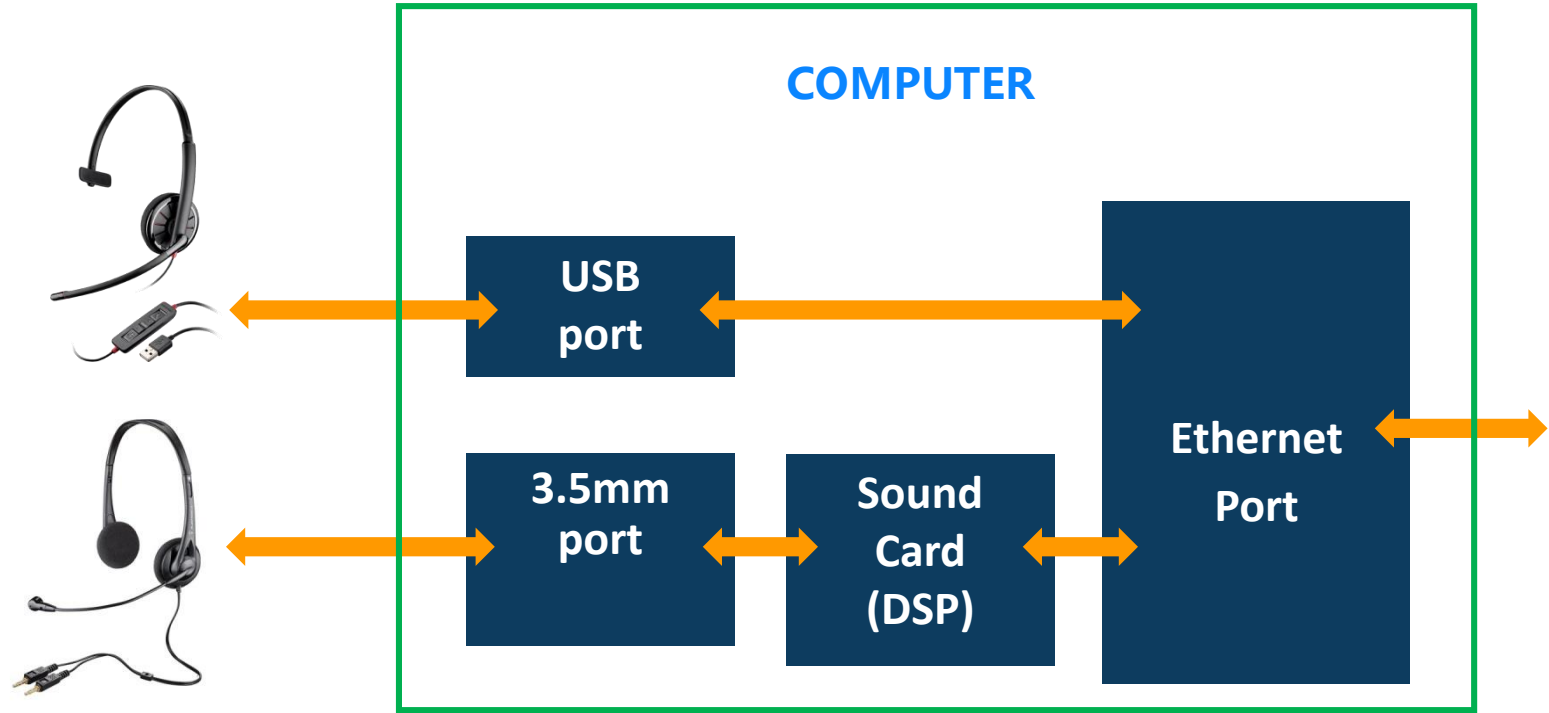 COMPUTER
USB
port
3.5mm
port
Sound
Card
(DSP)
Ethernet
Port